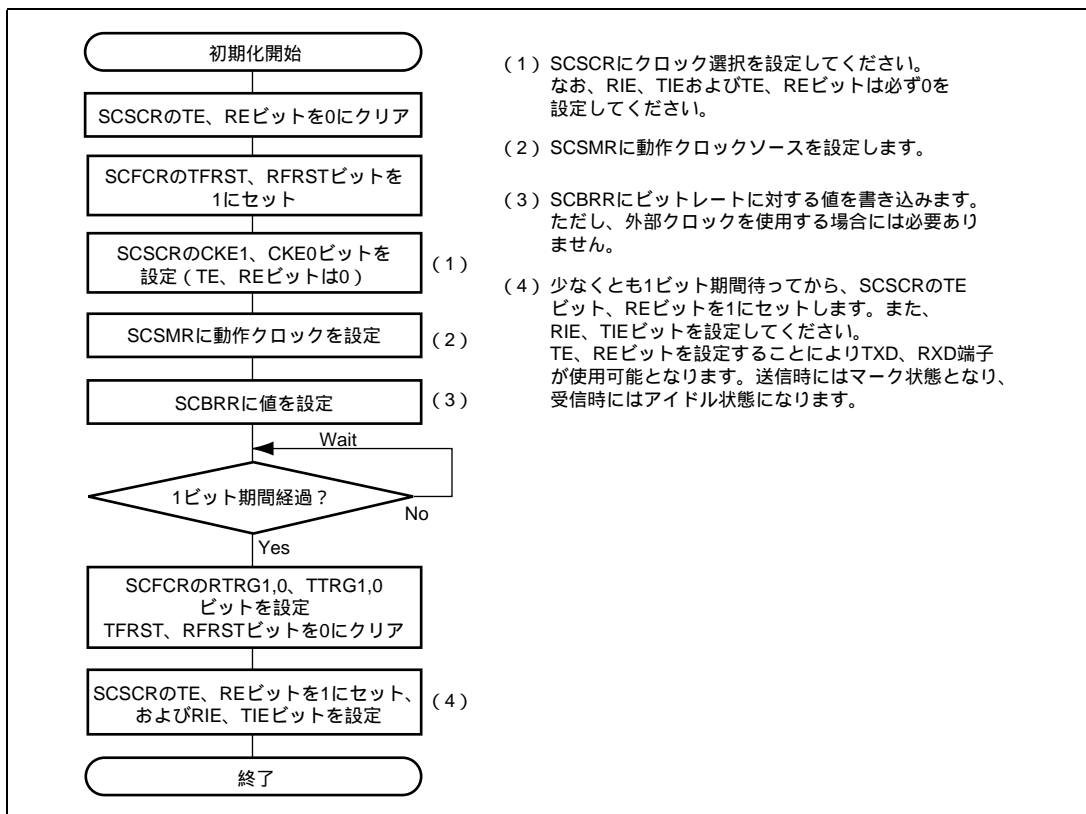 初期化開始
SCSCRのTE、REビットを0にクリア
SCFCRのTFRST、RFRSTビットを
1にセット
SCSCRのCKE1、CKE0ビットを
設定（TE、REビットは0）
（1）
SCSMRに動作クロックを設定
（2）
SCBRRに値を設定
（3）
Wait
1ビット期間経過？
No
Yes
SCFCRのRTRG1,0、TTRG1,0
ビットを設定
TFRST、RFRSTビットを0にクリア
SCSCRのTE、REビットを1にセット、
およびRIE、TIEビットを設定
（4）
終了
（1）SCSCRにクロック選択を設定してください。
なお、RIE、TIEおよびTE、REビットは必ず0を
設定してください。
（2）SCSMRに動作クロックソースを設定します。
（3）SCBRRにビットレートに対する値を書き込みます。
ただし、外部クロックを使用する場合には必要あり
ません。
（4）少なくとも1ビット期間待ってから、SCSCRのTE
ビット、REビットを1にセットします。また、
RIE、TIEビットを設定してください。
TE、REビットを設定することによりTXD、RXD端子
が使用可能となります。送信時にはマーク状態となり、
受信時にはアイドル状態になります。